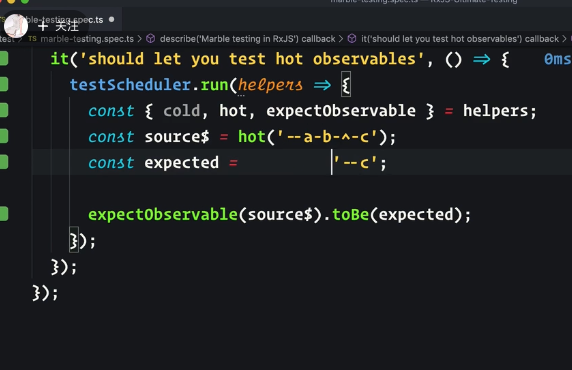 marble-testing.spec.ts — RxJS-Ultimate-Testing
marble-testing.spec.ts
+ 关注
test > TS marble-testing.spec.ts > describe('Marble testing in RxJS') callback > it('should let you test hot observables') callback >
it('should let you test hot observables', () => { 0ms
testScheduler.run(helpers => {
const { cold, hot, expectObservable } = helpers;
const source$ = hot('--a-b-^-c');
const expected = '--c';
expectObservable(source$).toBe(expected);
});
});
});